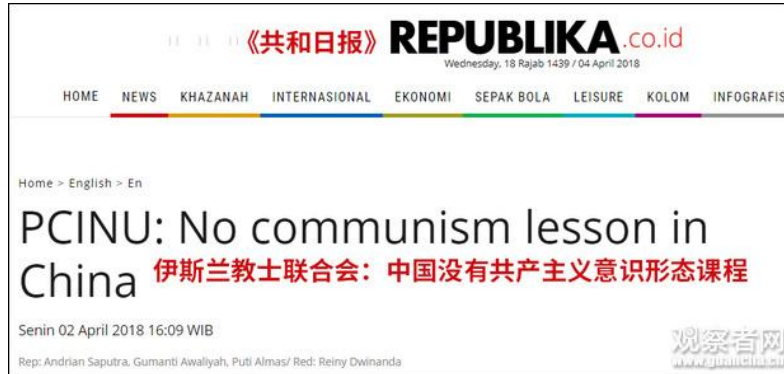 《共和日报》 REPUBLIKA.co.id
Wednesday, 18 Rajab 1439 / 04 April 2018
HOME NEWS KHAZANAH INTERNASIONAL EKONOMI SEPAK BOLA LEISURE KOLOM INFOGRAFIS
Home > English > En
PCINU: No communism lesson in
China 伊斯兰教士联合会：中国没有共产主义意识形态课程
Senin 02 April 2018 16:09 WIB
Rep: Andrian Saputra, Gumanti Awaliyah, Puti Almas/ Red: Reiny Dwinanda
观察者网
www.guancha.cn